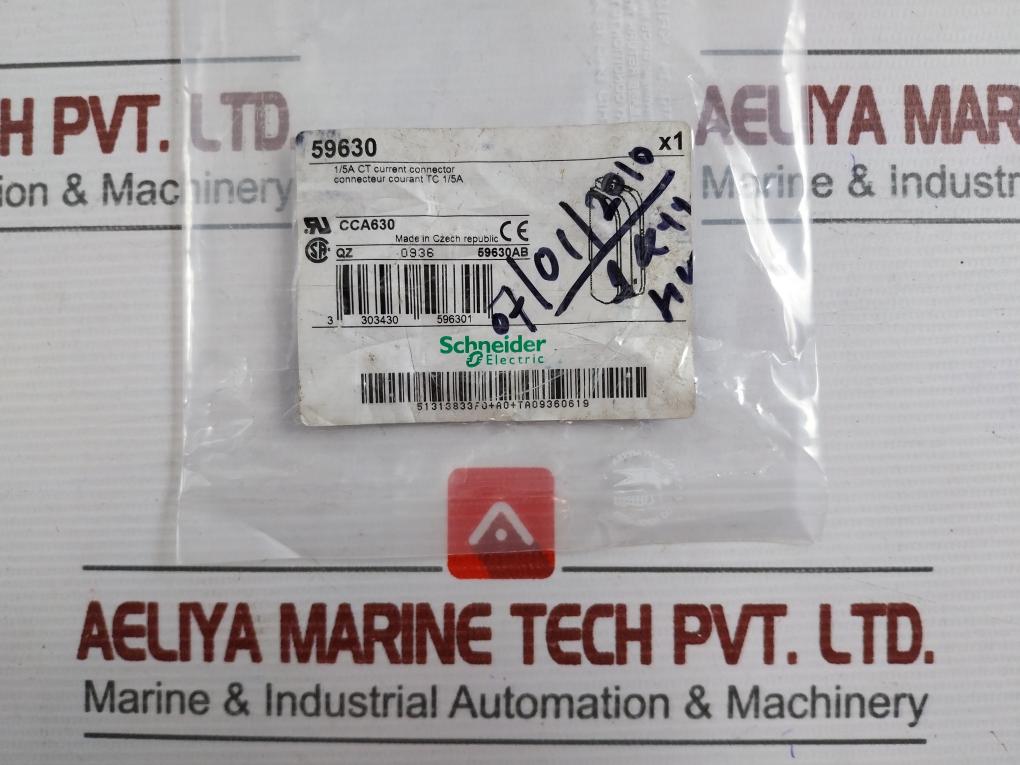 H PVT. LTD.
ion & Machinery
AELIYA MAR
Marine & Industr
59630
x1
1/5A CT current connector
connecteur courant TC 1/5A
CCA630
Made in Czech republic CE
QZ 0936 59630AB
3 303430 596301
07/01/2010
Schneider
Electric
51313833F0+A0+TA09360619
AELIYA MARINE TECH PVT. LTD.
Marine & Industrial Automation & Machinery